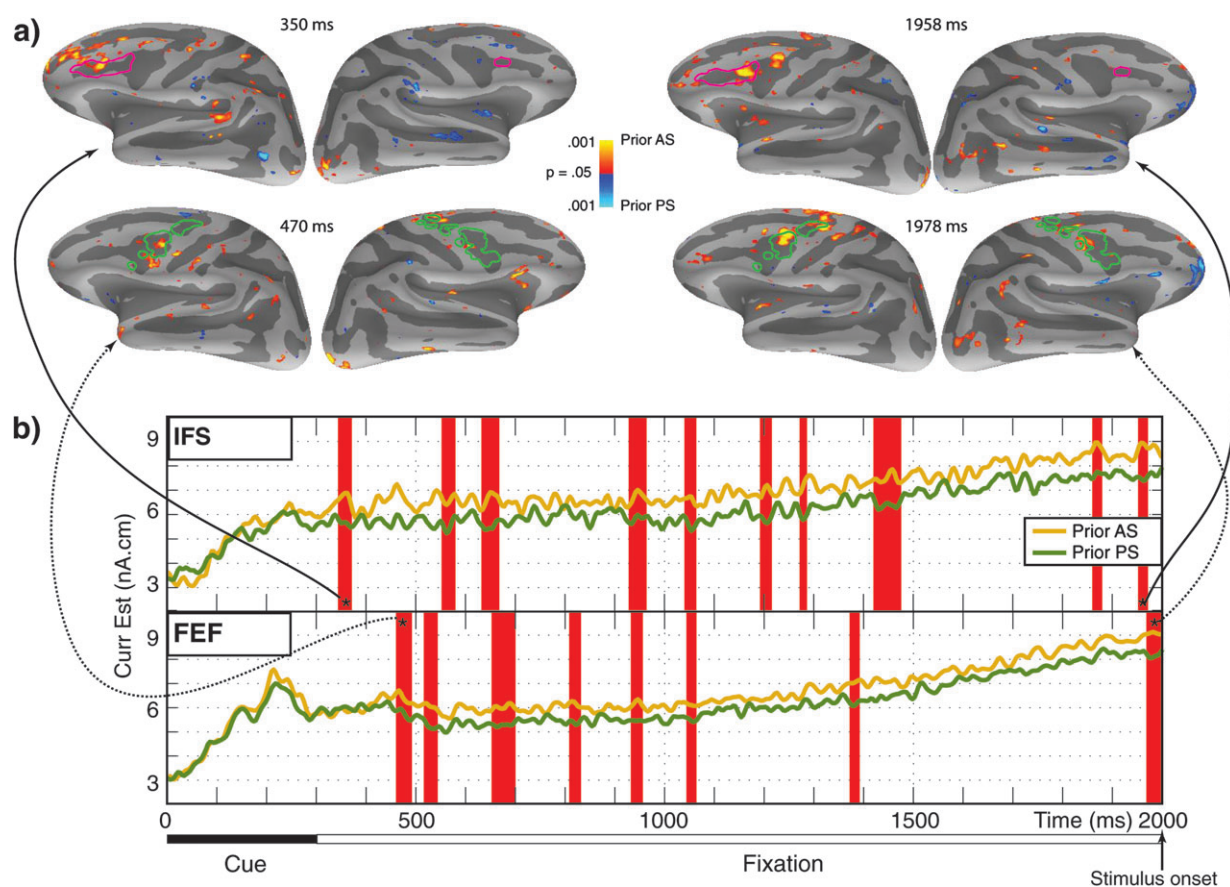 a)
350 ms
1958 ms
.001 Prior AS
p = .05
.001 Prior PS
470 ms
1978 ms
b)
IFS
9
6
3
Prior AS
Prior PS
Curr Est (nA.cm)
*
*
FEF
*
*
9
6
3
0 500 1000 1500 Time (ms) 2000
Cue Fixation
Stimulus onset